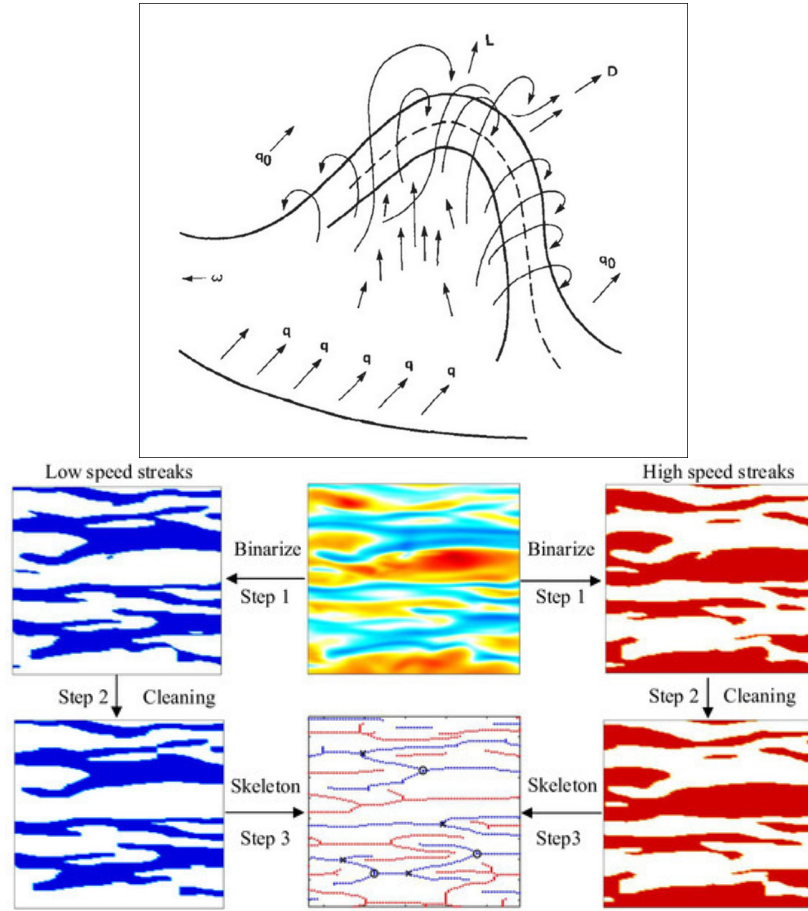 L
D
q0
q0
ω
q
q
q
q
q
q
Low speed streaks
High speed streaks
Binarize
Binarize
Step 1
Step 1
Step 2 Cleaning
Step 2 Cleaning
Skeleton
Skeleton
Step 3
Step3